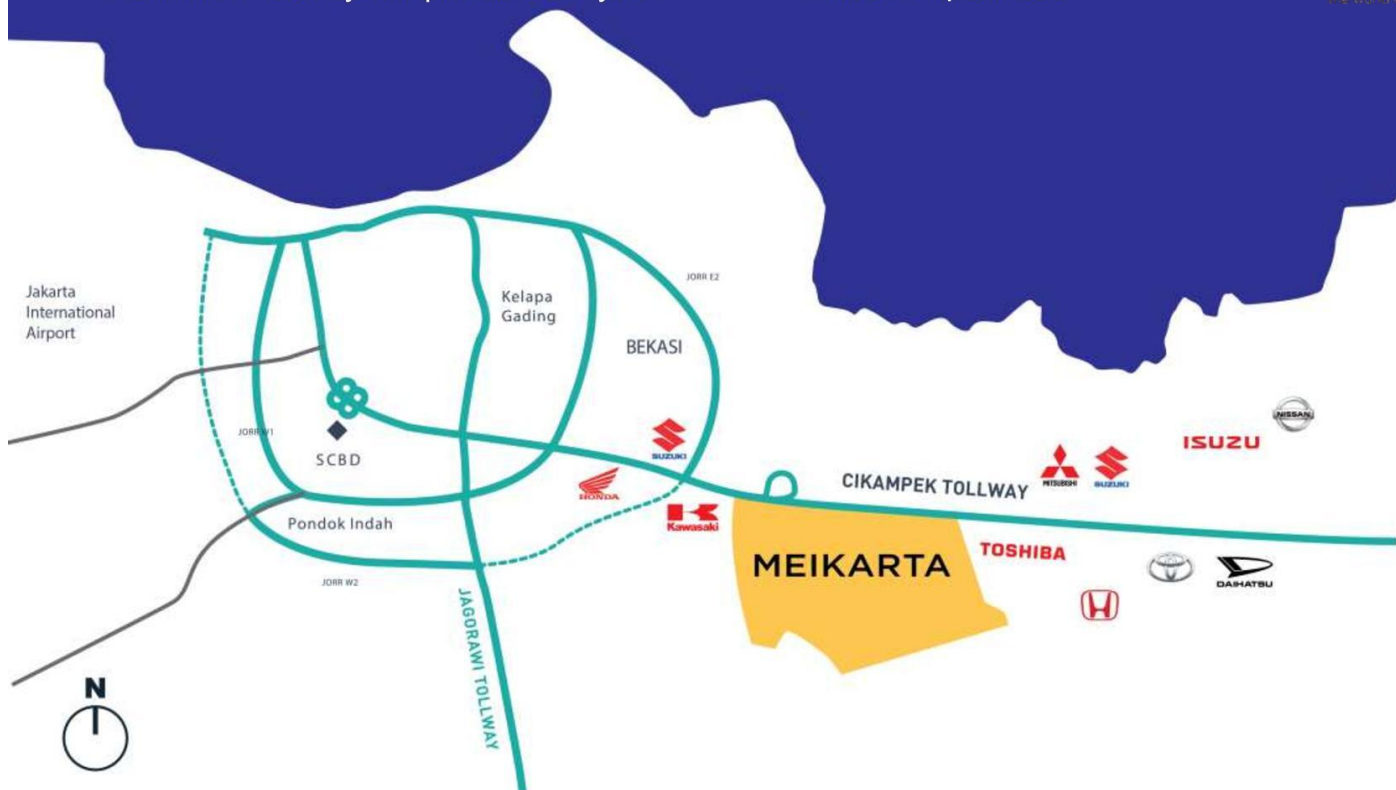 JORR E2
Jakarta
International
Airport
Kelapa
Gading
BEKASI
NISSAN
SUZUKI
JORR W1
ISUZU
SCBD
MITSUBISHI
SUZUKI
CIKAMPEK TOLLWAY
HONDA
Kawasaki
Pondok Indah
TOSHIBA
MEIKARTA
DAIHATSU
JORR W2
JAGORAWI TOLLWAY
N